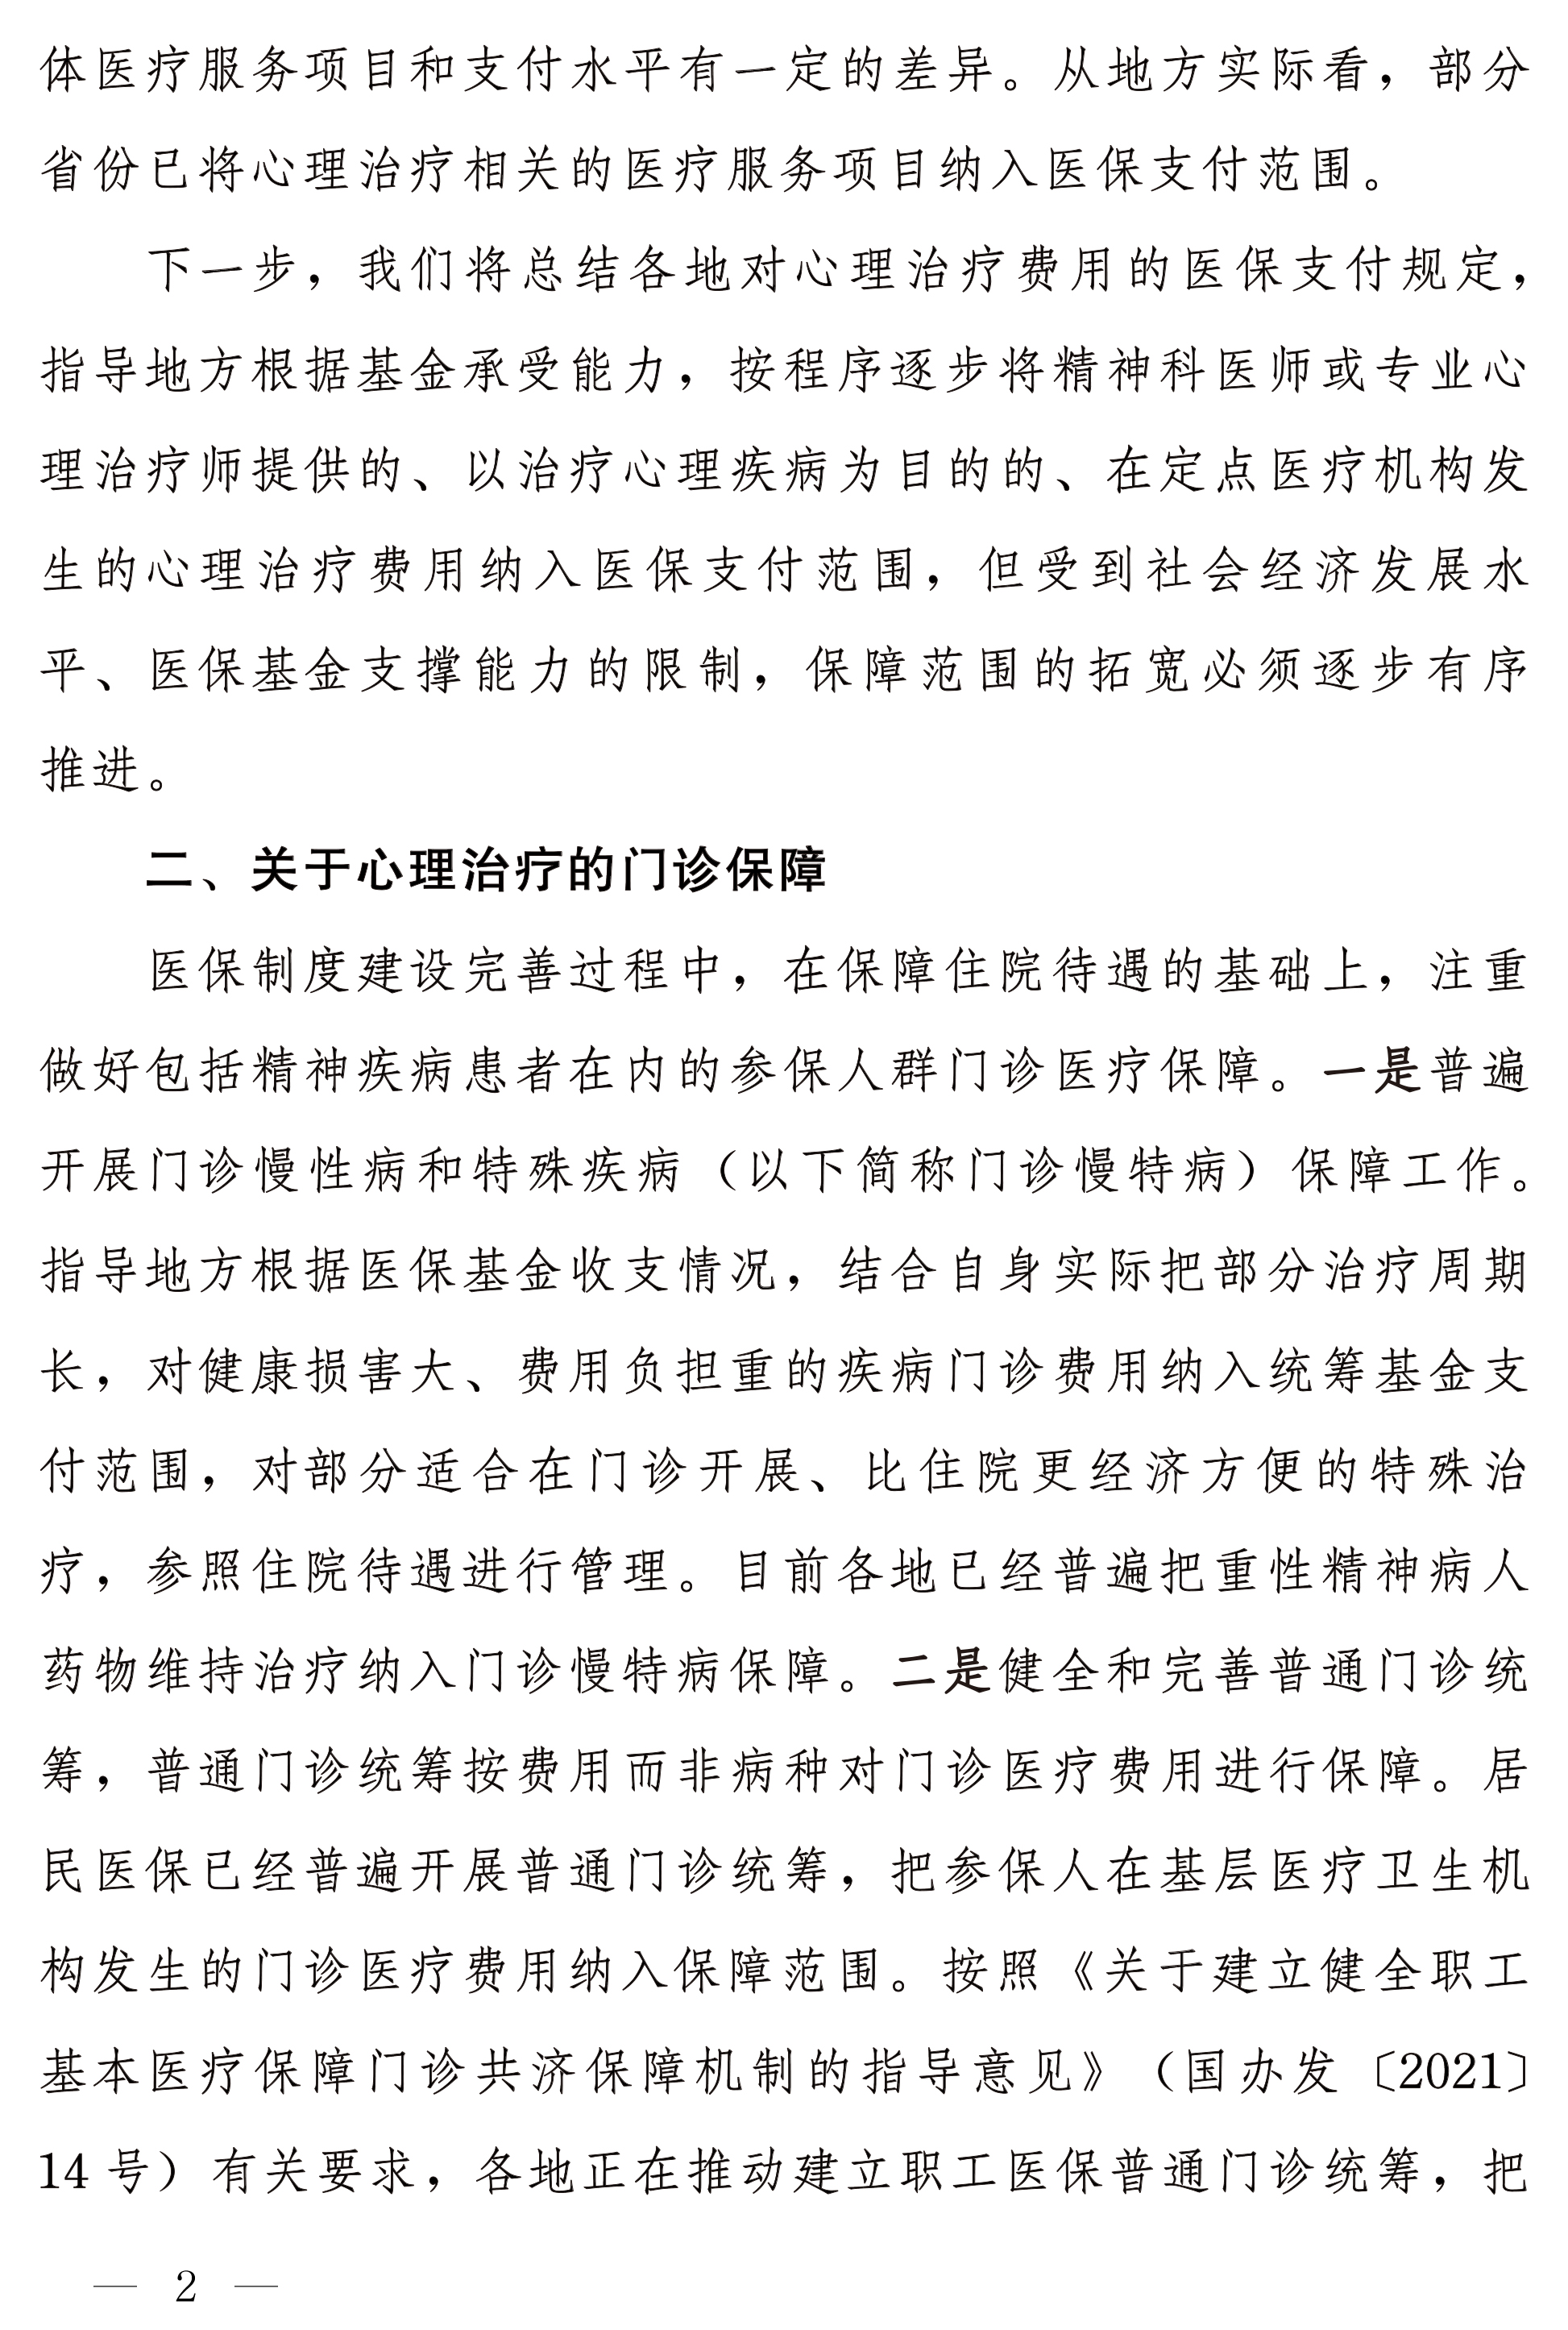 体医疗服务项目和支付水平有一定的差异。从地方实际看，部分
省份已将心理治疗相关的医疗服务项目纳入医保支付范围。
下一步，我们将总结各地对心理治疗费用的医保支付规定，
指导地方根据基金承受能力，按程序逐步将精神科医师或专业心
理治疗师提供的、以治疗心理疾病为目的的、在定点医疗机构发
生的心理治疗费用纳入医保支付范围，但受到社会经济发展水
平、医保基金支撑能力的限制，保障范围的拓宽必须逐步有序
推进。
二、关于心理治疗的门诊保障
医保制度建设完善过程中，在保障住院待遇的基础上，注重
做好包括精神疾病患者在内的参保人群门诊医疗保障。一是普遍
开展门诊慢性病和特殊疾病（以下简称门诊慢特病）保障工作。
指导地方根据医保基金收支情况，结合自身实际把部分治疗周期
长，对健康损害大、费用负担重的疾病门诊费用纳入统筹基金支
付范围，对部分适合在门诊开展、比住院更经济方便的特殊治
疗，参照住院待遇进行管理。目前各地已经普遍把重性精神病人
药物维持治疗纳入门诊慢特病保障。二是健全和完善普通门诊统
筹，普通门诊统筹按费用而非病种对门诊医疗费用进行保障。居
民医保已经普遍开展普通门诊统筹，把参保人在基层医疗卫生机
构发生的门诊医疗费用纳入保障范围。按照《关于建立健全职工
基本医疗保障门诊共济保障机制的指导意见》（国办发〔2021〕
14 号）有关要求，各地正在推动建立职工医保普通门诊统筹，把
— 2 —